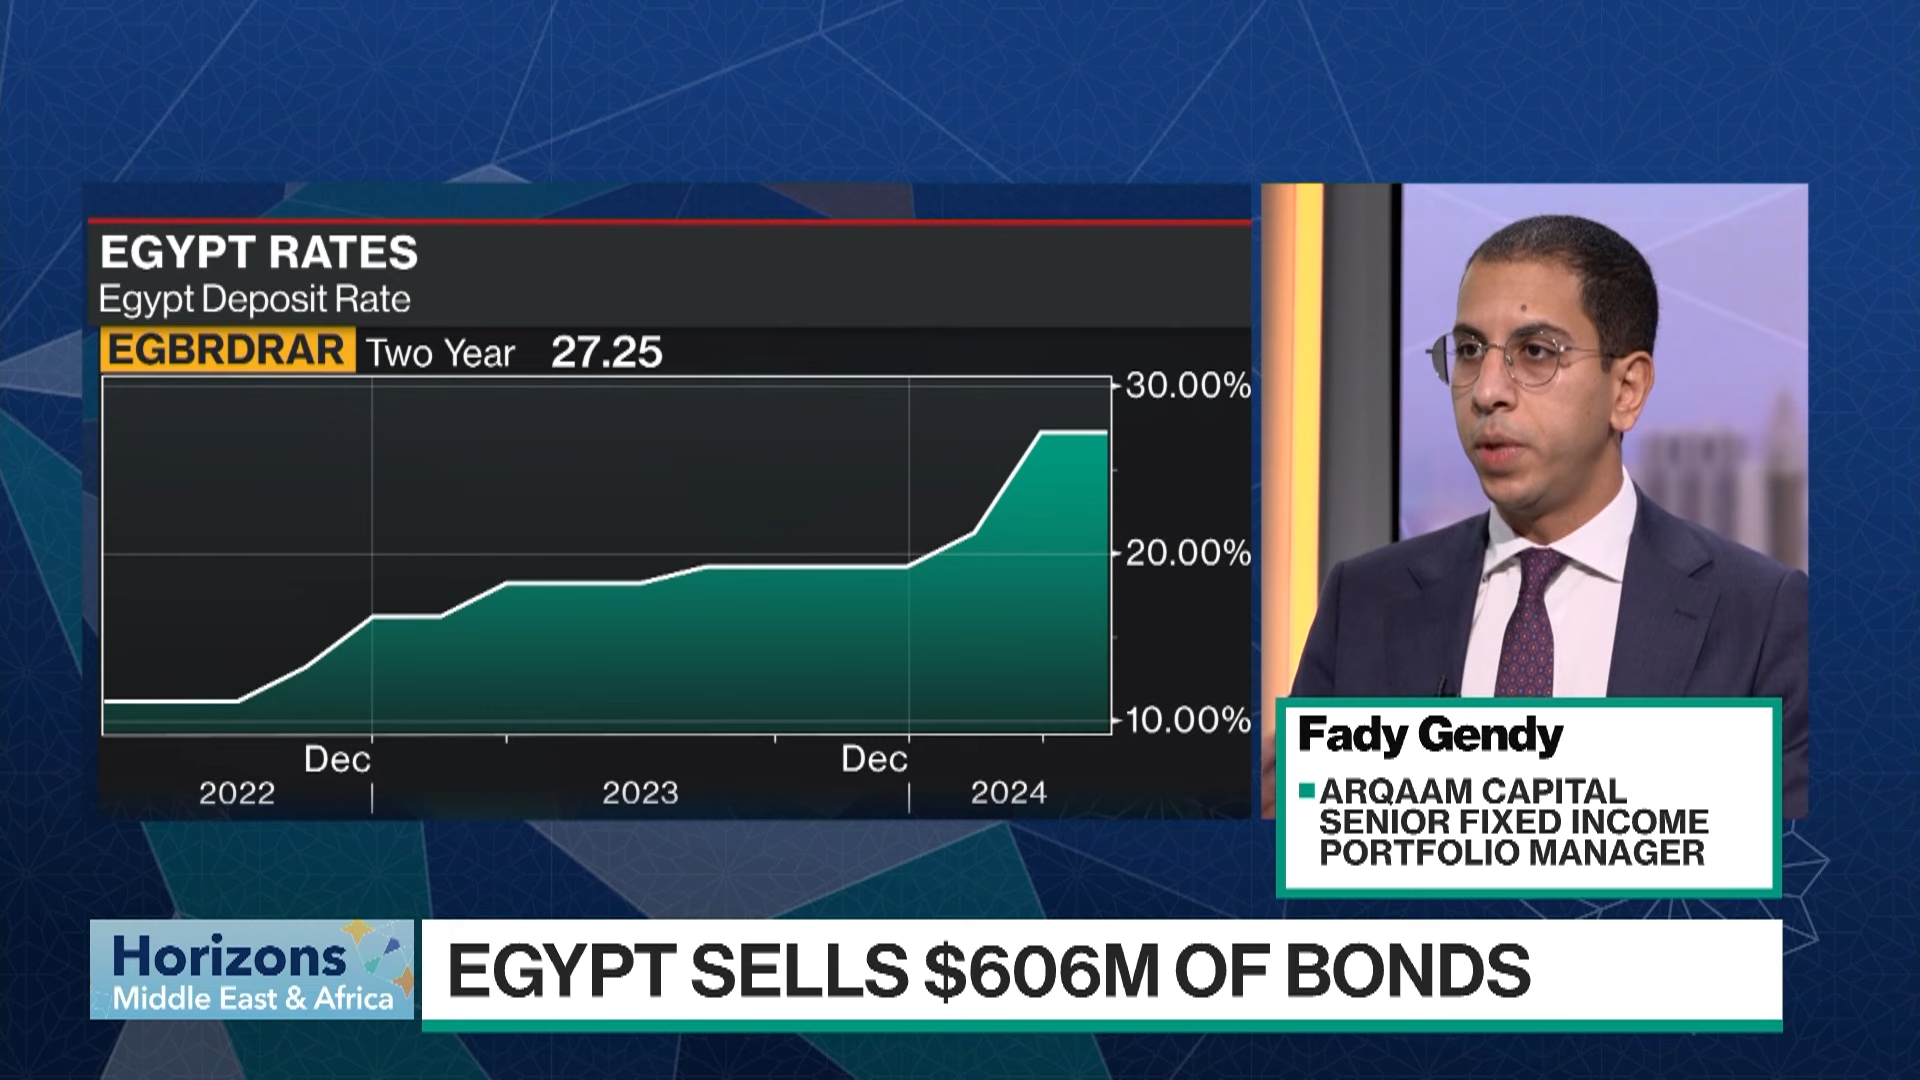 EGYPT RATES
Egypt Deposit Rate
EGBRDRAR Two Year 27.25
30.00%
20.00%
10.00%
Dec Dec
2022 2023 2024
Fady Gendy
ARQAAM CAPITAL
SENIOR FIXED INCOME
PORTFOLIO MANAGER
Horizons
Middle East & Africa
EGYPT SELLS $606M OF BONDS